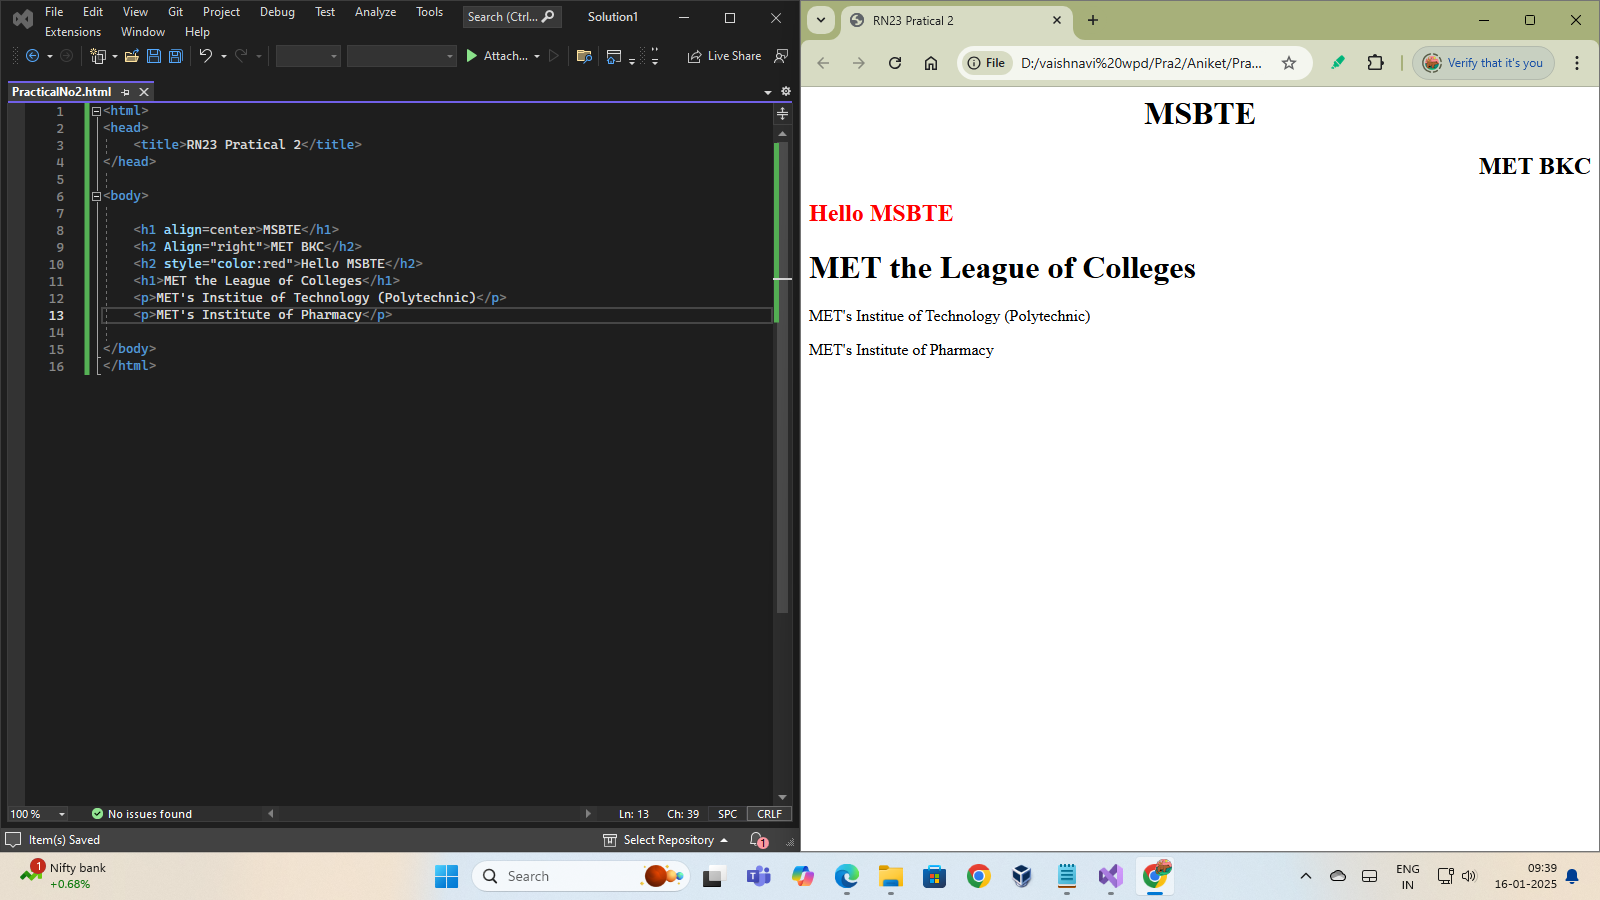 File Edit View Git Project Debug Test Analyze Tools Search (Ctrl... Solution1
Extensions Window Help
Attach... Live Share
PracticalNo2.html
1 <html>
2 <head>
3 <title>RN23 Pratical 2</title>
4 </head>
5
6 <body>
7
8 <h1 align=center>MSBTE</h1>
9 <h2 Align="right">MET BKC</h2>
10 <h2 style="color:red">Hello MSBTE</h2>
11 <h1>MET the League of Colleges</h1>
12 <p>MET's Institue of Technology (Polytechnic)</p>
13 <p>MET's Institute of Pharmacy</p>
14
15 </body>
16 </html>
100 % No issues found Ln: 13 Ch: 39 SPC CRLF
Item(s) Saved Select Repository 1
RN23 Pratical 2
File D:/vaishnavi%20wpd/Pra2/Aniket/Pra... Verify that it's you
MSBTE
MET BKC
Hello MSBTE
MET the League of Colleges
MET's Institue of Technology (Polytechnic)
MET's Institute of Pharmacy
1 Nifty bank
+0.68%
Search
ENG
IN
09:39
16-01-2025